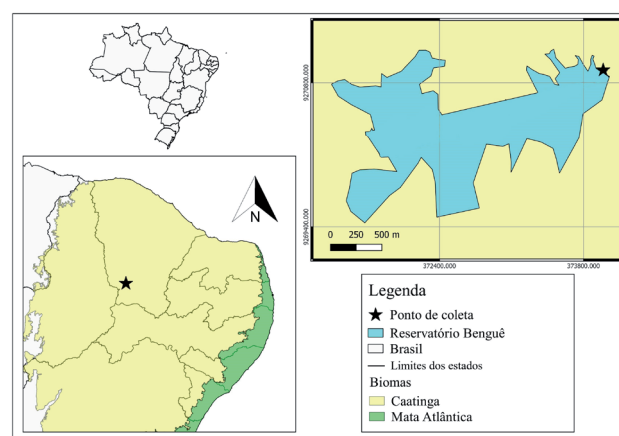 9270800,000
9269400,000
0 250 500 m
372400,000 373800,000
N
Legenda
Ponto de coleta
Reservatório Benguê
Brasil
Limites dos estados
Biomas
Caatinga
Mata Atlântica